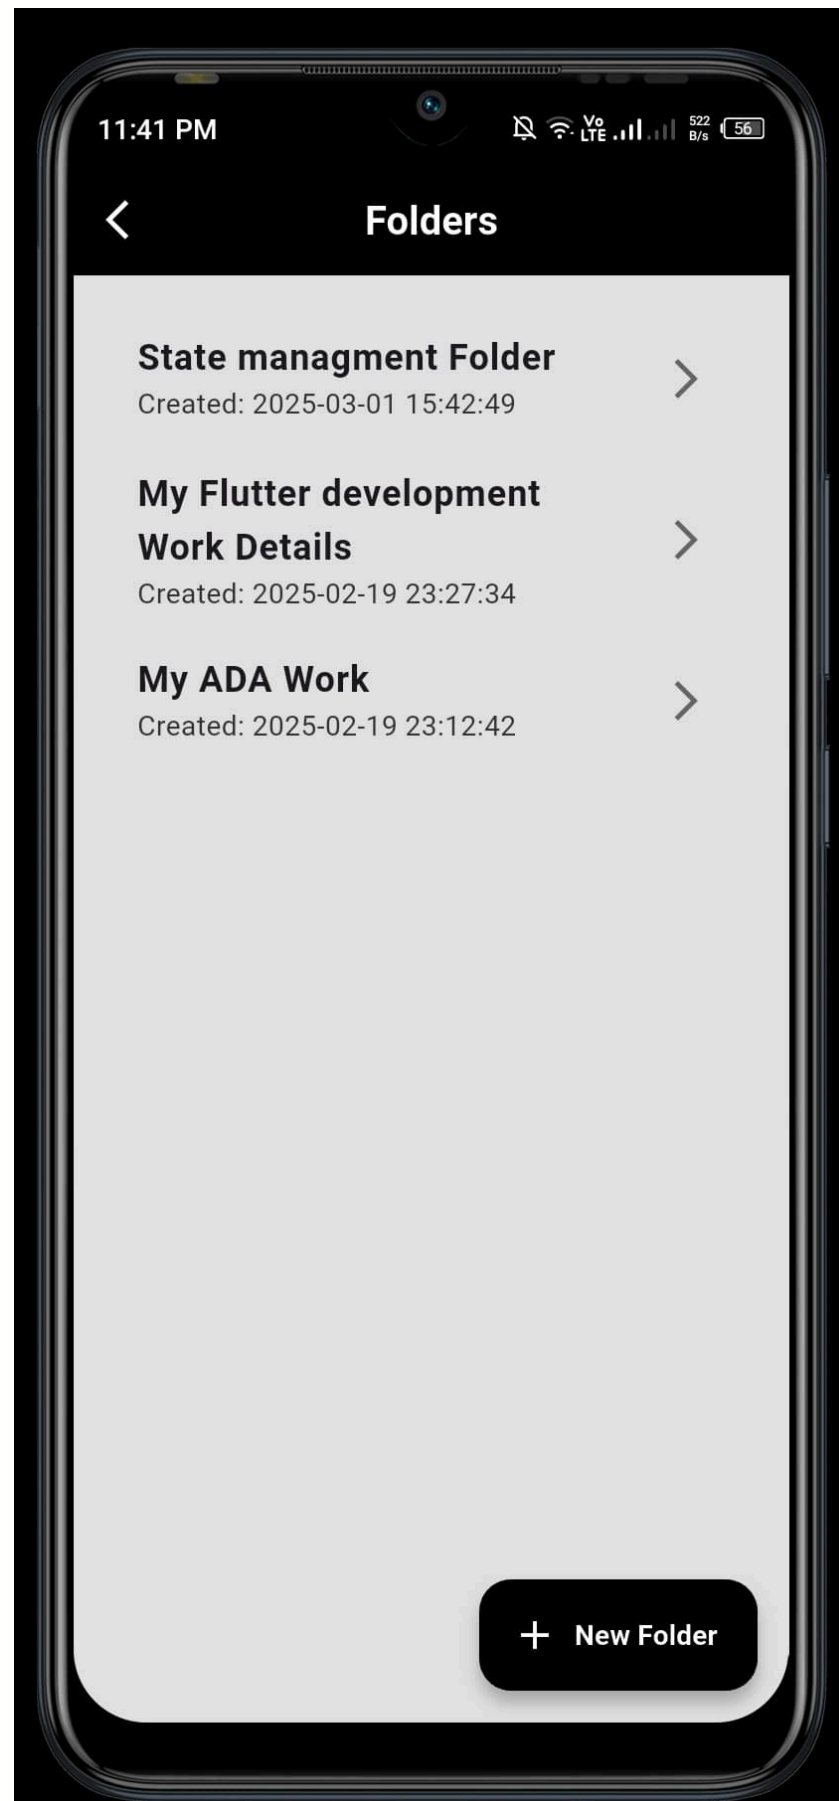 11:41 PM
Vo LTE 522 B/s 56
Folders
State managment Folder
Created: 2025-03-01 15:42:49
My Flutter development
Work Details
Created: 2025-02-19 23:27:34
My ADA Work
Created: 2025-02-19 23:12:42
+ New Folder